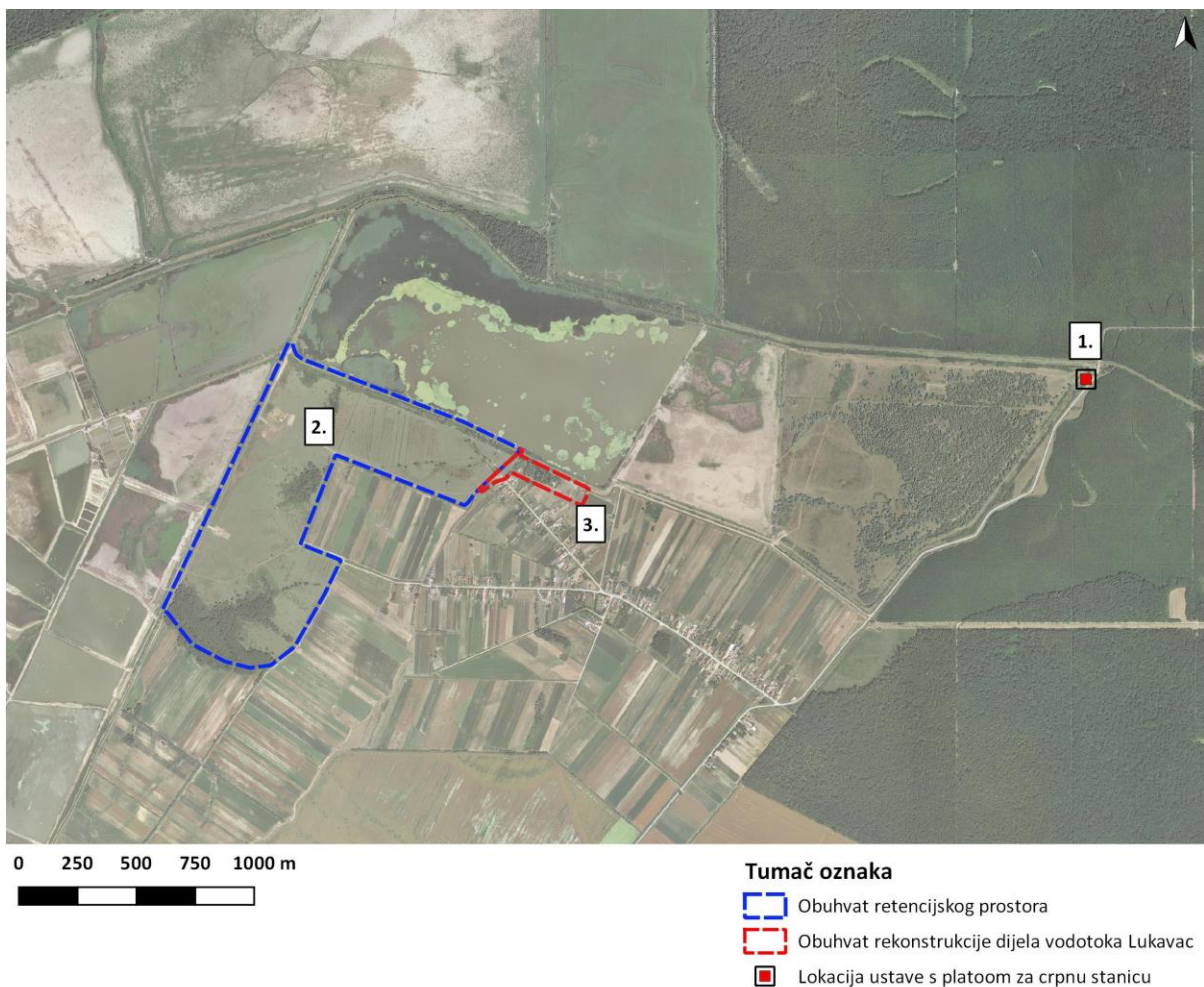 1.
2.
3.
0 250 500 750 1000 m
Tumač oznaka
Obuhvat retencijskog prostora
Obuhvat rekonstrukcije dijela vodotoka Lukavac
Lokacija ustave s platoom za crpnu stanicu